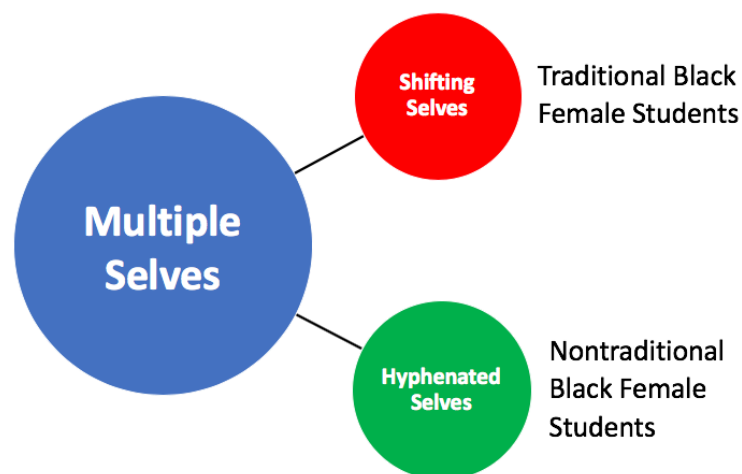 Multiple
Selves
Shifting
Selves
Traditional Black
Female Students
Hyphenated
Selves
Nontraditional
Black Female
Students